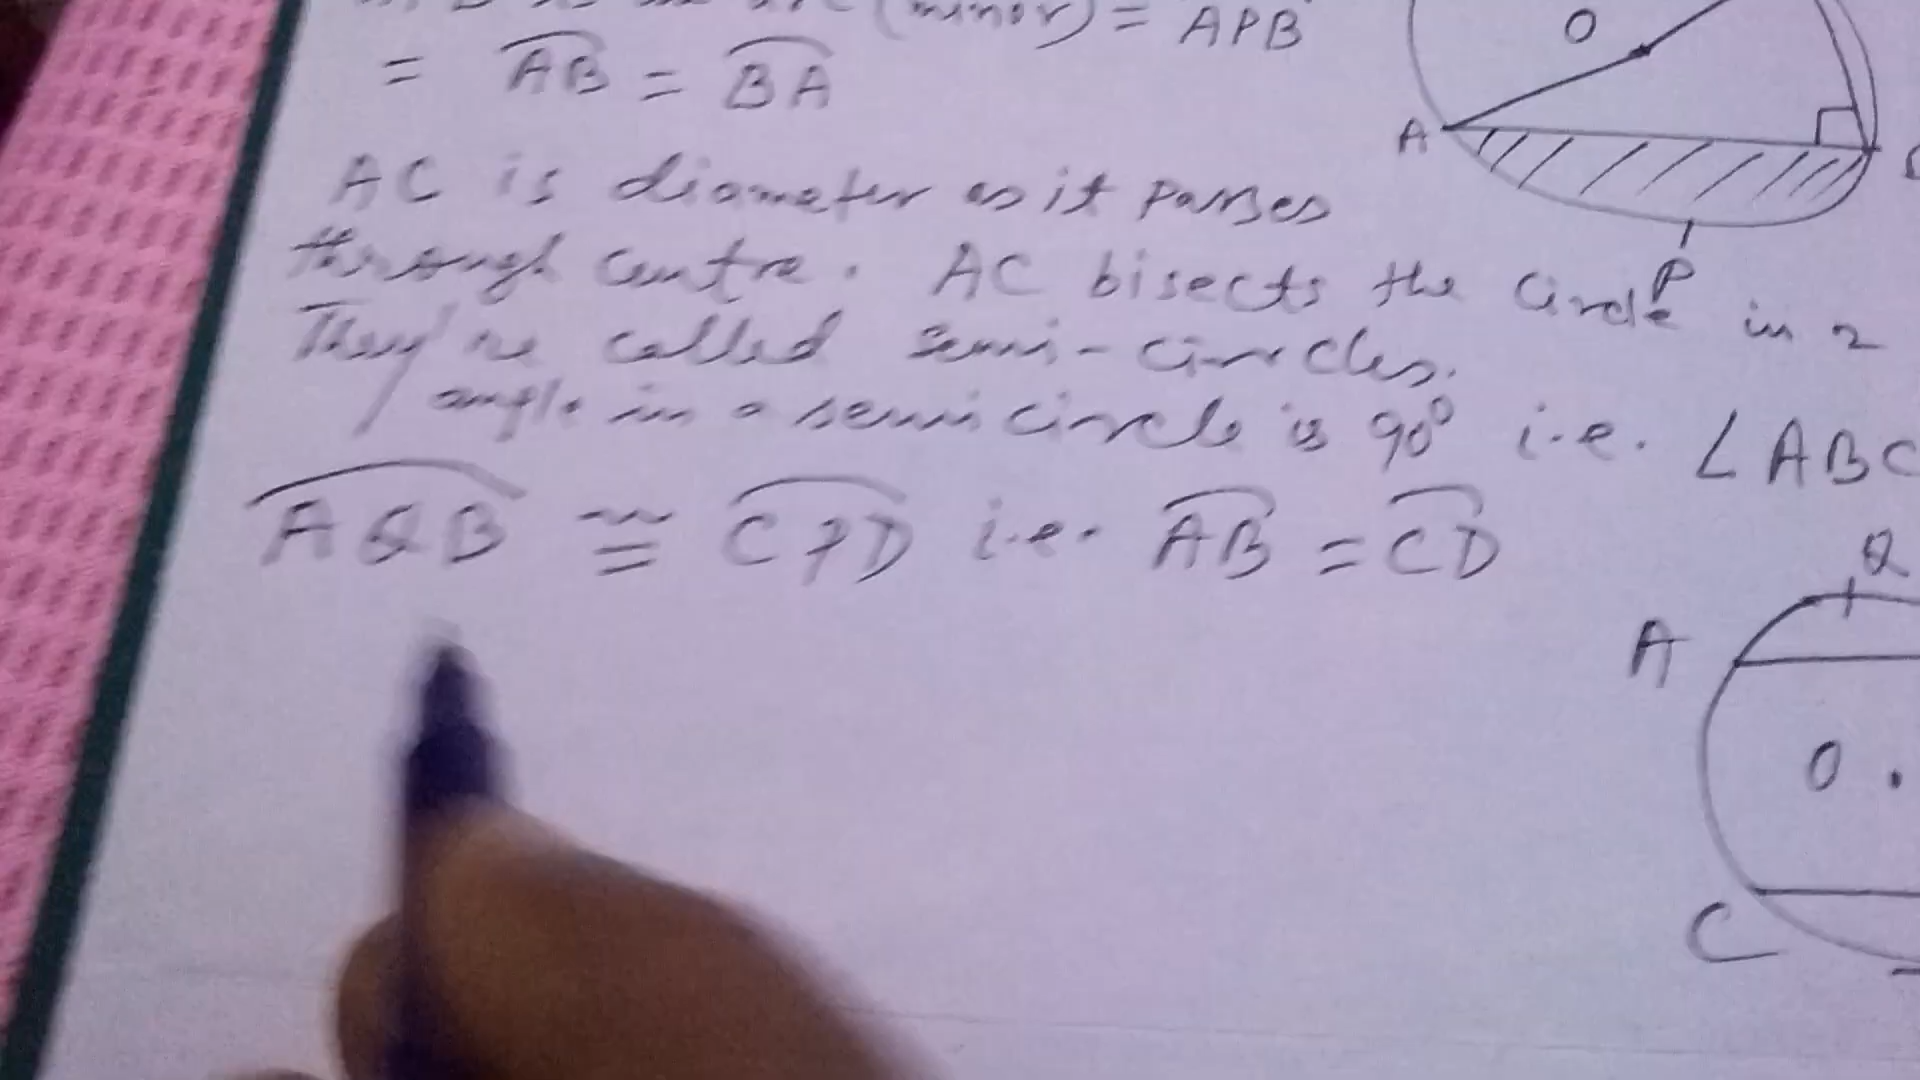 (minor) = APB
= AB = BA
AC is diameter as it passes
through centre. AC bisects the circle in 2
They're called semi-circles.
angle in a semicircle is 90° i.e. ∠ABC
AQB ≅ CPD i.e. AB = CD
O
A
P
Q
A
O
C